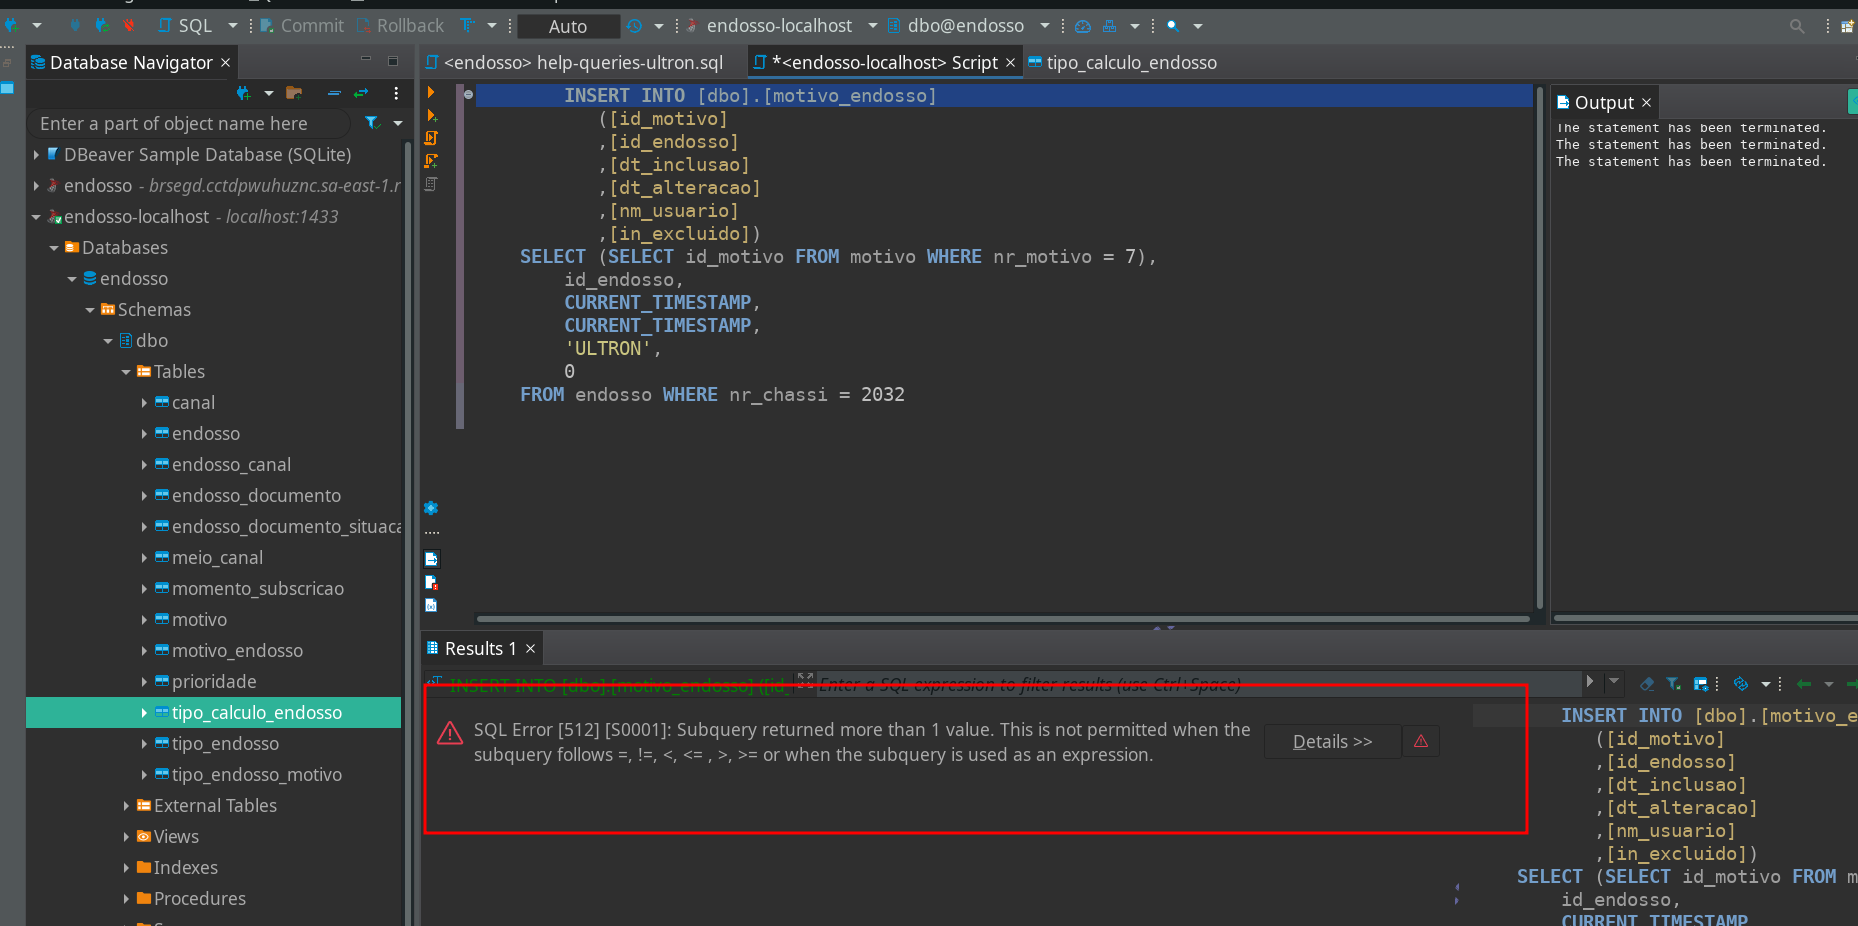 SQL
Commit
Rollback
Auto
endosso-localhost
dbo@endosso
Database Navigator
<endosso> help-queries-ultron.sql
*<endosso-localhost> Script
tipo_calculo_endosso
Enter a part of object name here
DBeaver Sample Database (SQLite)
endosso - brsegd.cctdpwuhuznc.sa-east-1.r
endosso-localhost - localhost:1433
Databases
endosso
Schemas
dbo
Tables
canal
endosso
endosso_canal
endosso_documento
endosso_documento_situaca
meio_canal
momento_subscricao
motivo
motivo_endosso
prioridade
tipo_calculo_endosso
tipo_endosso
tipo_endosso_motivo
External Tables
Views
Indexes
Procedures
INSERT INTO [dbo].[motivo_endosso]
([id_motivo]
,[id_endosso]
,[dt_inclusao]
,[dt_alteracao]
,[nm_usuario]
,[in_excluido])
SELECT (SELECT id_motivo FROM motivo WHERE nr_motivo = 7),
id_endosso,
CURRENT_TIMESTAMP,
CURRENT_TIMESTAMP,
'ULTRON',
0
FROM endosso WHERE nr_chassi = 2032
Output
The statement has been terminated.
The statement has been terminated.
The statement has been terminated.
Results 1
INSERT INTO [dbo].[motivo_endosso] ([id_
Enter a SQL expression to filter results (use Ctrl+Space)
SQL Error [512] [S0001]: Subquery returned more than 1 value. This is not permitted when the
subquery follows =, !=, <, <= , >, >= or when the subquery is used as an expression.
Details >>
INSERT INTO [dbo].[motivo_e
([id_motivo]
,[id_endosso]
,[dt_inclusao]
,[dt_alteracao]
,[nm_usuario]
,[in_excluido])
SELECT (SELECT id_motivo FROM m
id_endosso,
CURRENT_TIMESTAMP